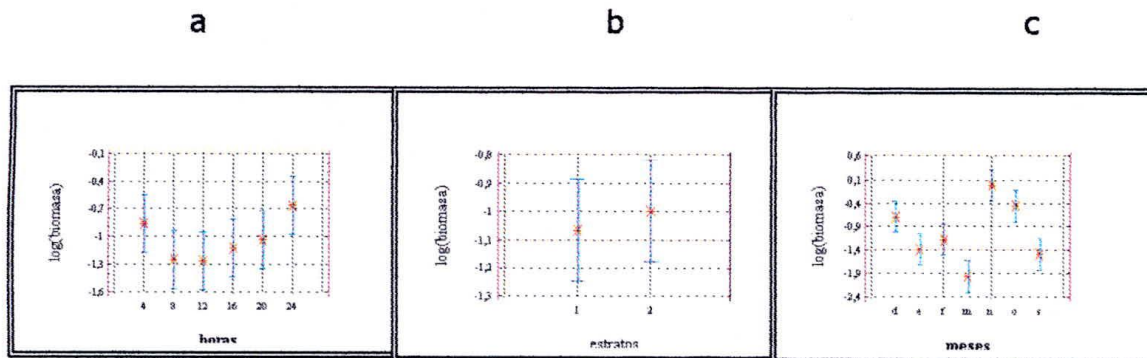 a b c
log(biomasa)
-0,1
-0,4
-0,7
-1
-1,3
-1,6
4 8 12 16 20 24
horas
log(biomasa)
-0,8
-0,9
-1
-1,1
-1,2
-1,3
1 2
estratos
log(biomasa)
0,6
0,1
-0,4
-0,9
-1,4
-1,9
-2,4
d e f m n o s
meses